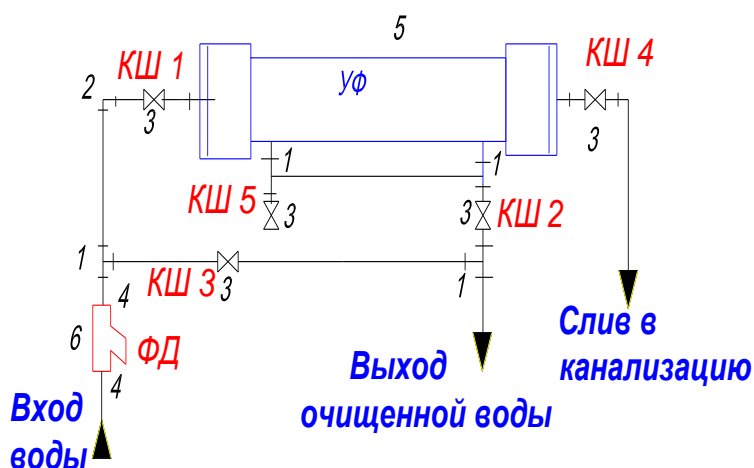 5
КШ 1
КШ 4
2
УФ
3
3
1
1
КШ 5
3
3
КШ 2
1
КШ 3
3
1
4
6
ФД
4
Слив в
канализацию
Выход
очищенной воды
Вход
воды